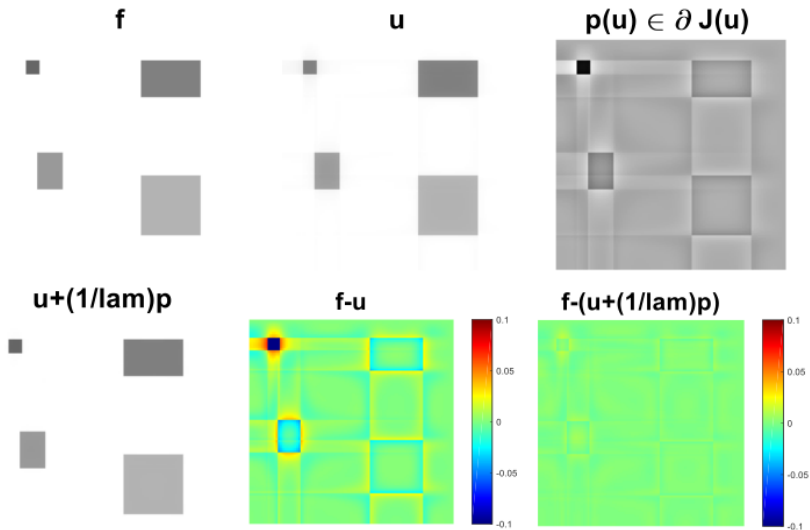 f
u
p(u) ∈ ∂ J(u)
u+(1/lam)p
f-u
f-(u+(1/lam)p)
0.1
0.05
0
-0.05
-0.1
0.1
0.05
0
-0.05
-0.1